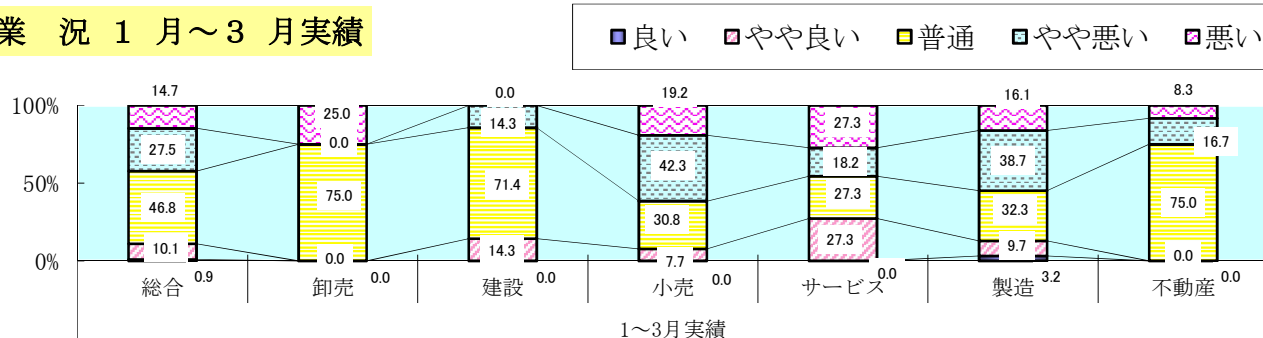 業 況 1 月～3 月実績
良い やや良い 普通 やや悪い 悪い
14.7 25.0 0.0 19.2 27.3 16.1 8.3
27.5 0.0 14.3 42.3 18.2 38.7 16.7
46.8 75.0 71.4 30.8 27.3 32.3 75.0
10.1 0.0 14.3 7.7 27.3 9.7 0.0
0.9 0.0 0.0 0.0 0.0 3.2 0.0
100%
50%
0%
総合 卸売 建設 小売 サービス 製造 不動産
1～3月実績